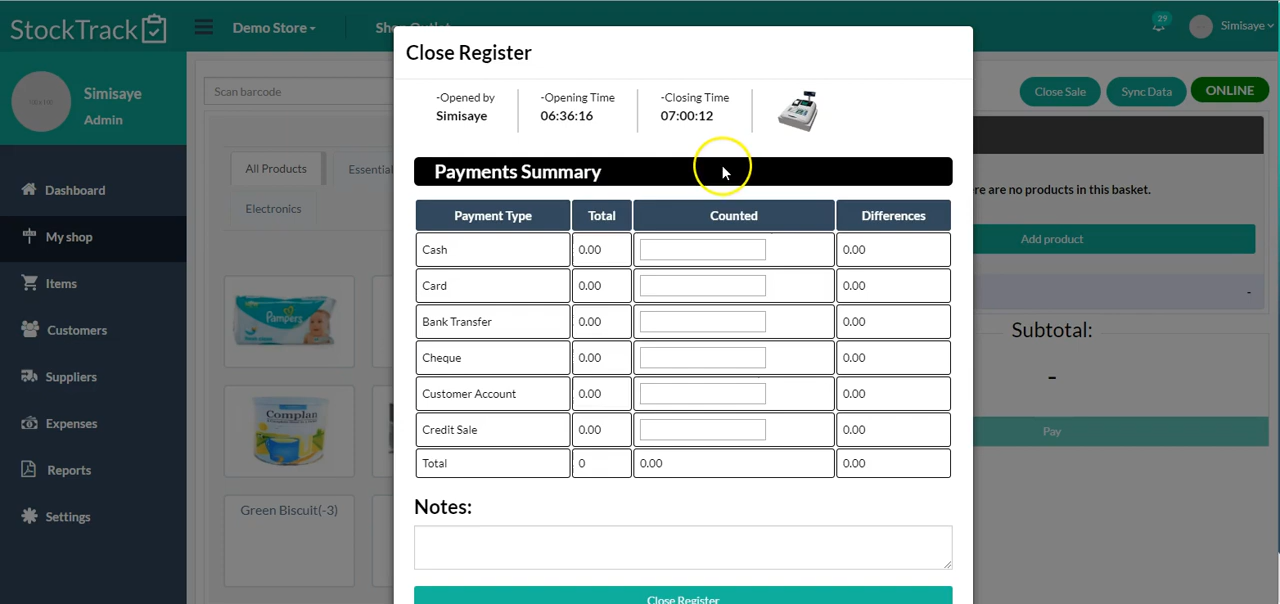 StockTrack
Demo Store
29
Simisaye
Close Register
Simisaye
Admin
Scan barcode
-Opened by
Simisaye
-Opening Time
06:36:16
-Closing Time
07:00:12
Close Sale
Sync Data
ONLINE
All Products
Electronics
Payments Summary
are no products in this basket.
Add product
-
Subtotal:
-
Pay
Dashboard
My shop
Items
Customers
Suppliers
Expenses
Reports
Settings
Pampers
Complan
Green Biscuit(-3)
Payment Type Total Counted Differences
Cash 0.00 0.00
Card 0.00 0.00
Bank Transfer 0.00 0.00
Cheque 0.00 0.00
Customer Account 0.00 0.00
Credit Sale 0.00 0.00
Total 0 0.00 0.00
Notes:
Close Register